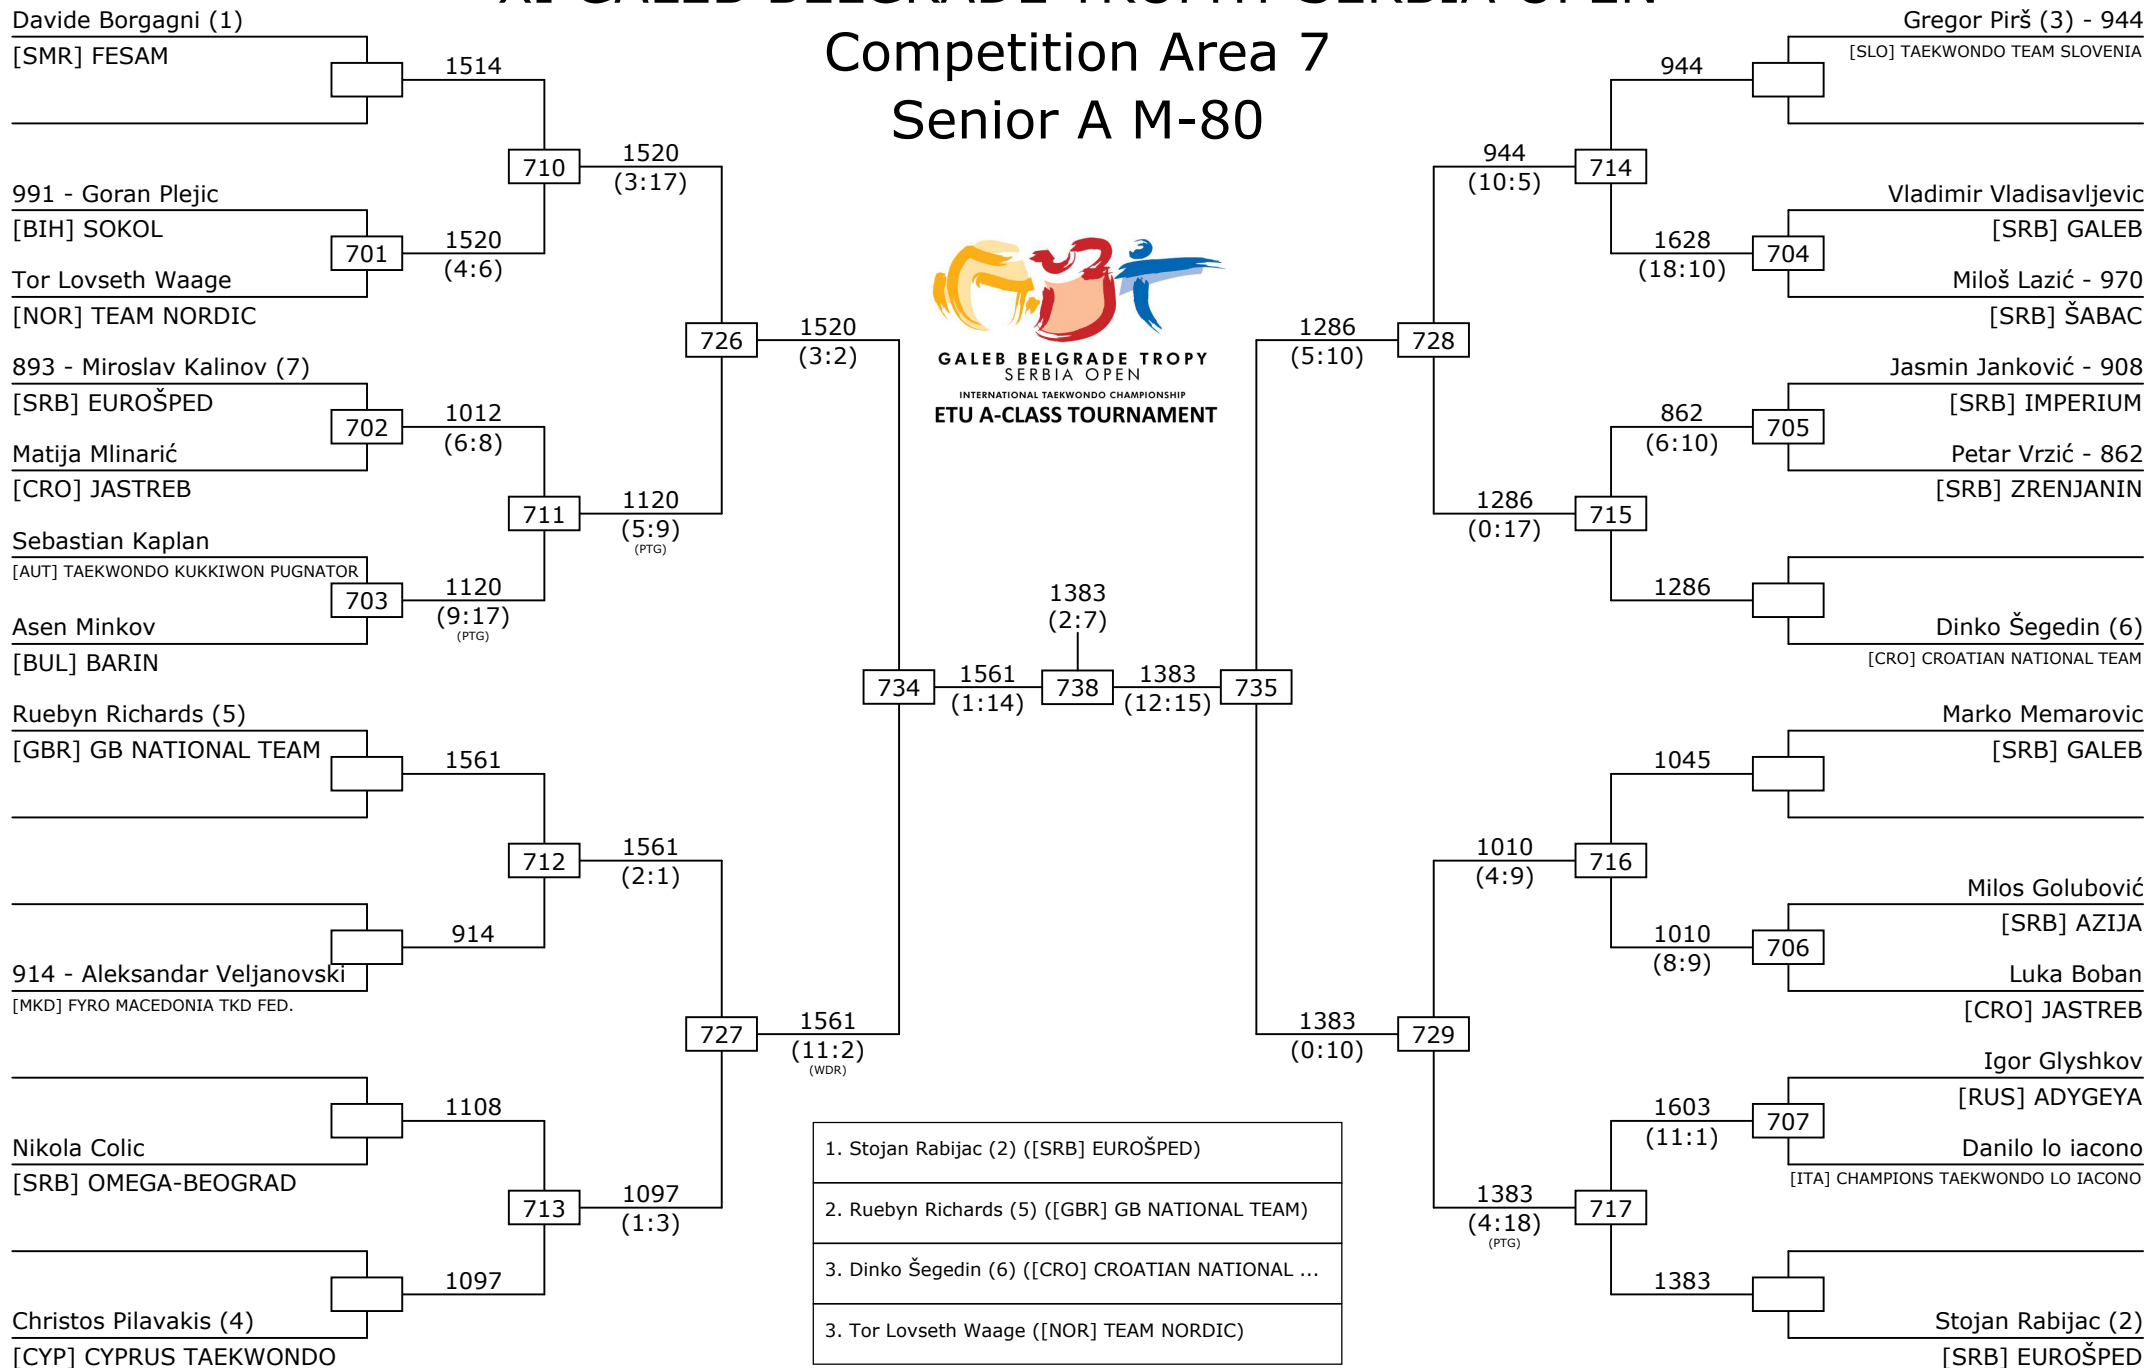 XI GALEB BELGRADE TROPHY SERBIA OPEN
Competition Area 7
Senior A M-80
Davide Borgagni (1)
[SMR] FESAM
1514
991 - Goran Plejic
[BIH] SOKOL
701
Tor Lovseth Waage
[NOR] TEAM NORDIC
1520
(4:6)
710
1520
(3:17)
893 - Miroslav Kalinov (7)
[SRB] EUROŠPED
702
Matija Mlinarić
[CRO] JASTREB
1012
(6:8)
Sebastian Kaplan
[AUT] TAEKWONDO KUKKIWON PUGNATOR
703
Asen Minkov
[BUL] BARIN
1120
(9:17)
(PTG)
711
1120
(5:9)
(PTG)
726
1520
(3:2)
Ruebyn Richards (5)
[GBR] GB NATIONAL TEAM
1561
914 - Aleksandar Veljanovski
[MKD] FYRO MACEDONIA TKD FED.
914
712
1561
(2:1)
Nikola Colic
[SRB] OMEGA-BEOGRAD
1108
Christos Pilavakis (4)
[CYP] CYPRUS TAEKWONDO
1097
713
1097
(1:3)
727
1561
(11:2)
(WDR)
734
1561
(1:14)
GALEB BELGRADE TROPY
SERBIA OPEN
INTERNATIONAL TAEKWONDO CHAMPIONSHIP
ETU A-CLASS TOURNAMENT
1383
(2:7)
738
1383
(12:15)
735
Gregor Pirš (3) - 944
[SLO] TAEKWONDO TEAM SLOVENIA
944
Vladimir Vladisavljevic
[SRB] GALEB
704
Miloš Lazić - 970
[SRB] ŠABAC
1628
(18:10)
714
944
(10:5)
Jasmin Janković - 908
[SRB] IMPERIUM
705
Petar Vrzić - 862
[SRB] ZRENJANIN
862
(6:10)
Dinko Šegedin (6)
[CRO] CROATIAN NATIONAL TEAM
1286
715
1286
(0:17)
728
1286
(5:10)
Marko Memarovic
[SRB] GALEB
1045
Milos Golubović
[SRB] AZIJA
706
Luka Boban
[CRO] JASTREB
1010
(8:9)
716
1010
(4:9)
Igor Glyshkov
[RUS] ADYGEYA
707
Danilo lo iacono
[ITA] CHAMPIONS TAEKWONDO LO IACONO
1603
(11:1)
Stojan Rabijac (2)
[SRB] EUROŠPED
1383
717
1383
(4:18)
(PTG)
729
1383
(0:10)
1. Stojan Rabijac (2) ([SRB] EUROŠPED)
2. Ruebyn Richards (5) ([GBR] GB NATIONAL TEAM)
3. Dinko Šegedin (6) ([CRO] CROATIAN NATIONAL ...
3. Tor Lovseth Waage ([NOR] TEAM NORDIC)